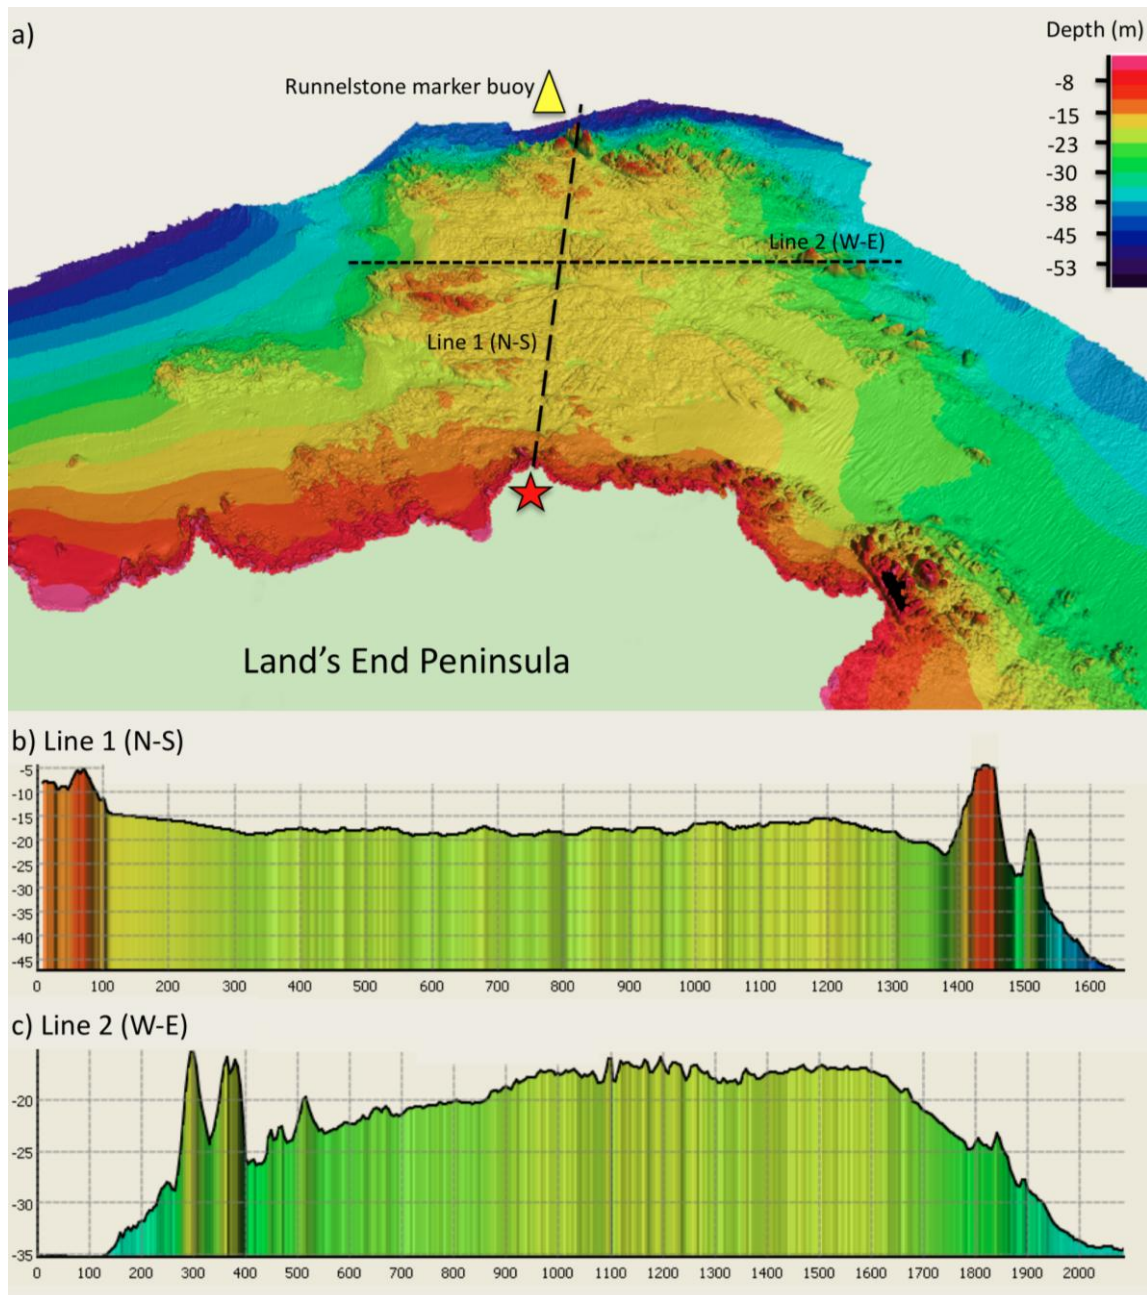 a)
Depth (m)
Runnelstone marker buoy
-8
-15
-23
-30
-38
-45
-53
Line 2 (W-E)
Line 1 (N-S)
Land's End Peninsula
b) Line 1 (N-S)
-5
-10
-15
-20
-25
-30
-35
-40
-45
0 100 200 300 400 500 600 700 800 900 1000 1100 1200 1300 1400 1500 1600
c) Line 2 (W-E)
-20
-25
-30
-35
0 100 200 300 400 500 600 700 800 900 1000 1100 1200 1300 1400 1500 1600 1700 1800 1900 2000